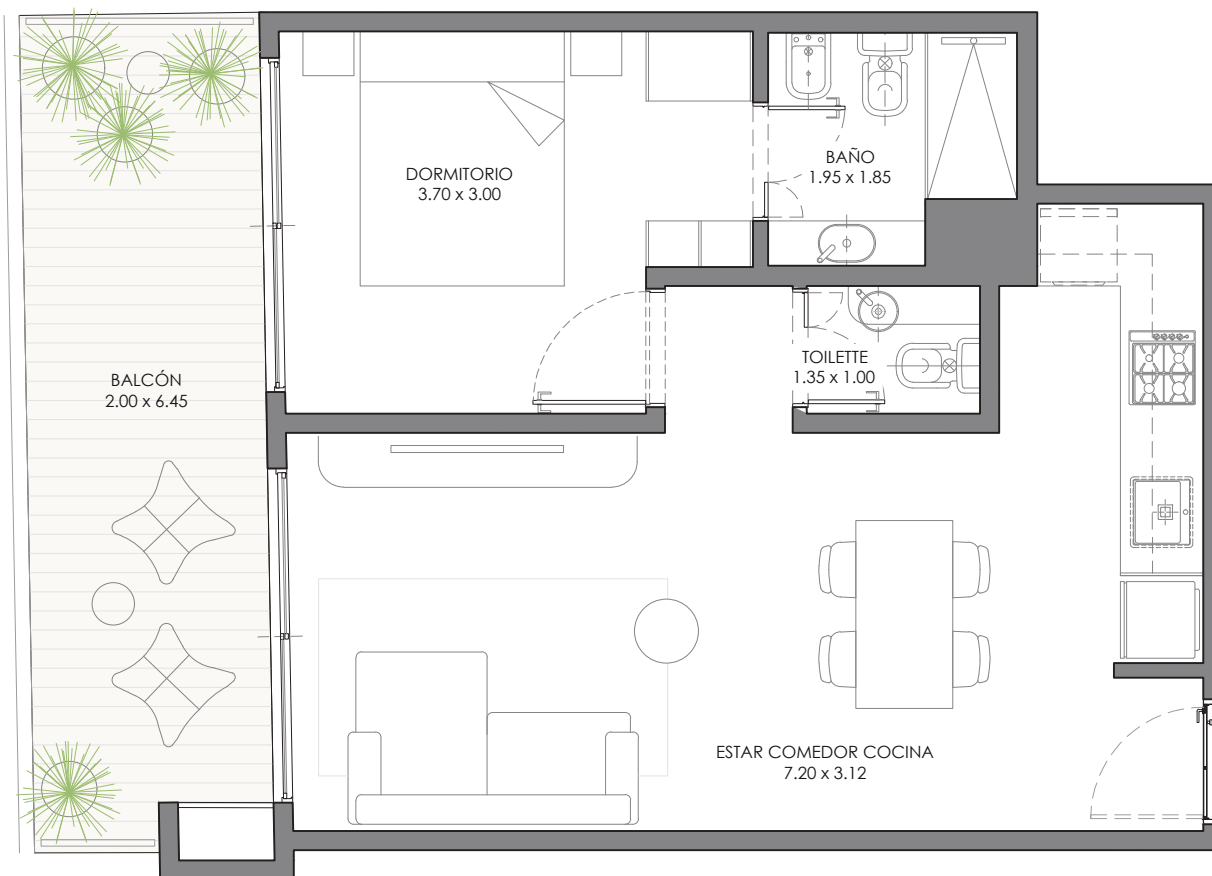 DORMITORIO
3.70 x 3.00
BAÑO
1.95 x 1.85
TOILETTE
1.35 x 1.00
BALCÓN
2.00 x 6.45
ESTAR COMEDOR COCINA
7.20 x 3.12